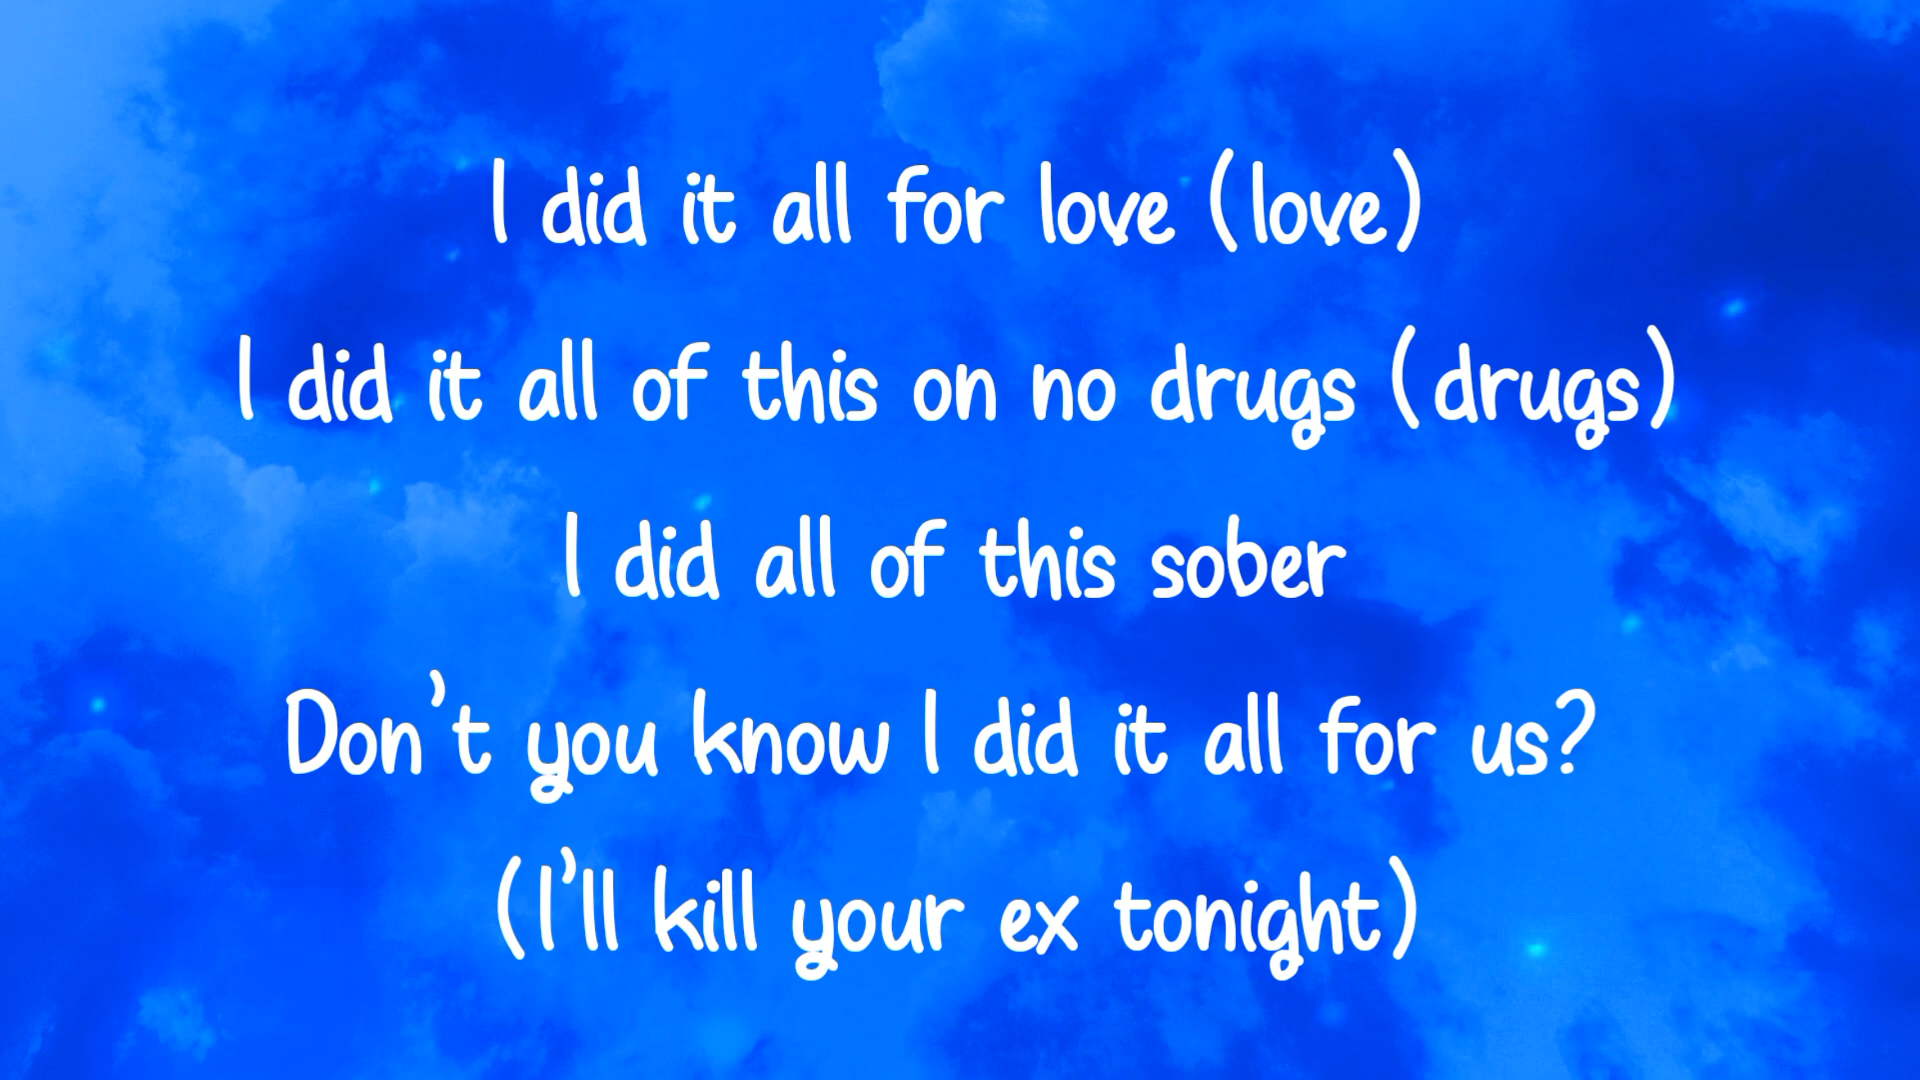 I did it all for love (love)
I did it all of this on no drugs (drugs)
I did all of this sober
Don't you know I did it all for us?
(I'll kill your ex tonight)